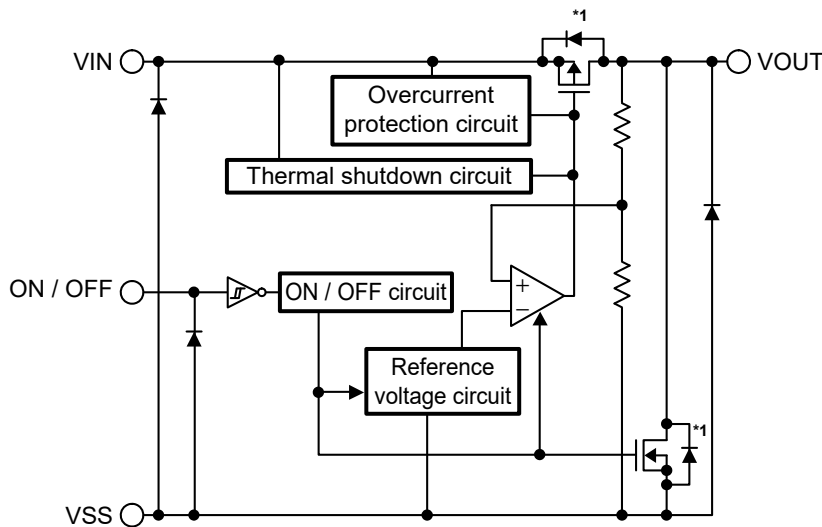 *1
VIN
VOUT
Overcurrent
protection circuit
Thermal shutdown circuit
ON / OFF
ON / OFF circuit
+
−
Reference
voltage circuit
*1
VSS